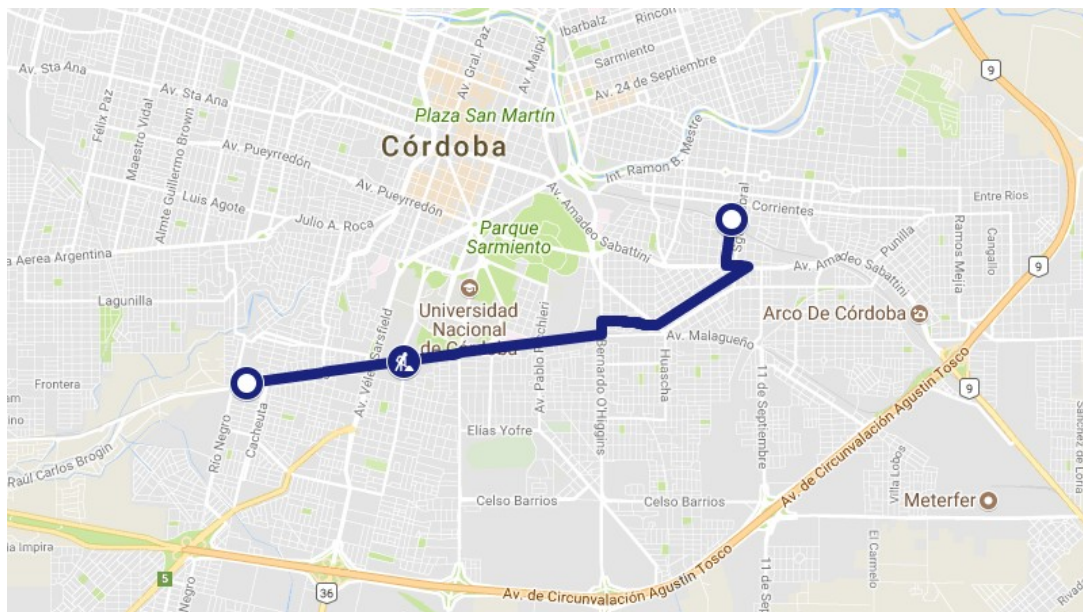 Ibarbalz
Rincón
Av. Gral. Paz
Av. Maipú
Sarmiento
Av. Sta Ana
Av. Sta Ana
Félix Paz
Maestro Vidal
Almte Guillermo Brown
Av. 24 de Septiembre
9
Plaza San Martín
Córdoba
Av. Pueyrredón
Av. Pueyrredón
Int. Ramon B. Mestre
Luis Agote
Julio A. Roca
Av. Amadeo Sabattini
Corrientes
Entre Rios
Parque
Sarmiento
Aerea Argentina
Av. Amadeo Sabattini
Punilla
Ramos Mejía
Cangallo
9
Lagunilla
Universidad
Nacional
de Córdoba
Arco De Córdoba
Av. Vélez Sarsfield
Av. Malagueño
Bernardo O'Higgins
Huascha
11 de Septiembre
Frontera
9
Río Negro
Cacheuta
Elías Yofre
Raúl Carlos Brogin
Celso Barrios
Celso Barrios
Villa Lobos
Meterfer
Av. de Circunvalación Agustín Tosco
Impira
5
Negro
36
Av. de Circunvalación Agustín Tosco
11 de Septiembre
El Carmelo